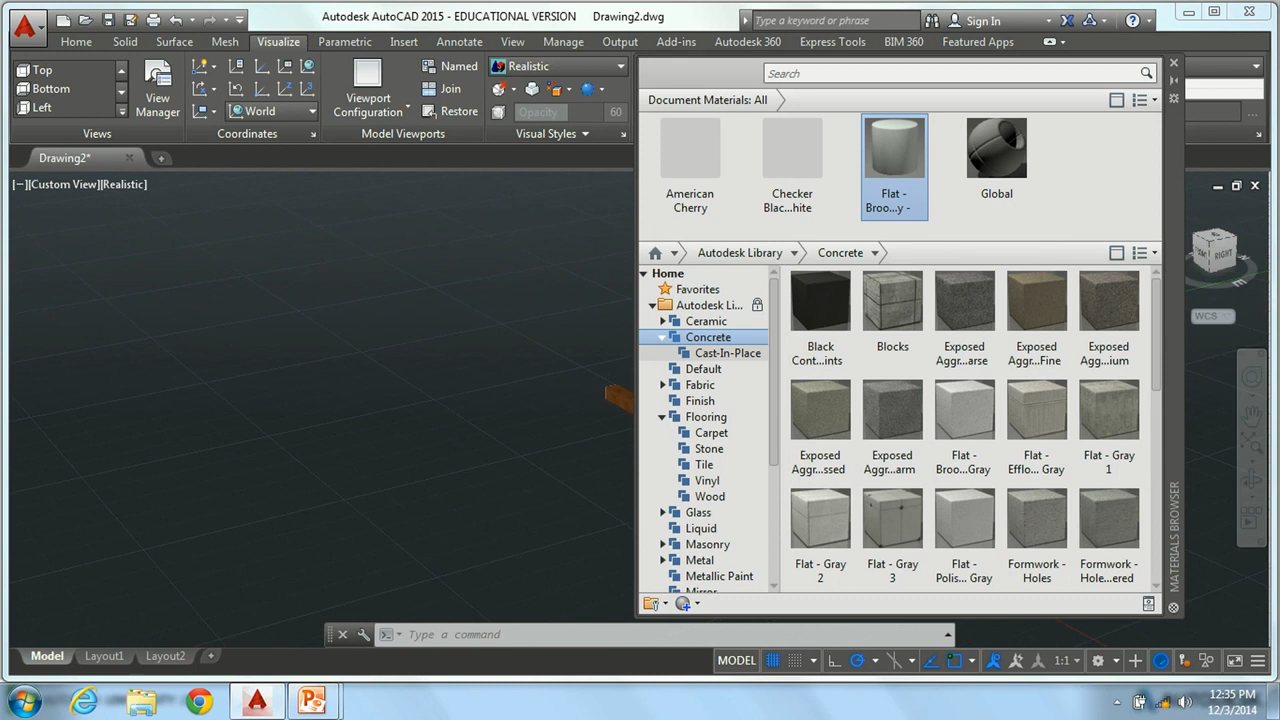 Autodesk AutoCAD 2015 - EDUCATIONAL VERSION Drawing2.dwg
Type a keyword or phrase
Sign In
Home Solid Surface Mesh Visualize Parametric Insert Annotate View Manage Output Add-ins Autodesk 360 Express Tools BIM 360 Featured Apps
Top
Bottom
Left
View
Manager
Views
World
Coordinates
Viewport
Configuration
Named
Join
Restore
Model Viewports
Realistic
Opacity 60
Visual Styles
Drawing2*
[−][Custom View][Realistic]
Search
Document Materials: All
American
Cherry
Checker
Blac...hite
Flat -
Broo...y -
Global
Autodesk Library
Concrete
Home
Favorites
Autodesk Li...
Ceramic
Concrete
Cast-In-Place
Default
Fabric
Finish
Flooring
Carpet
Stone
Tile
Vinyl
Wood
Glass
Liquid
Masonry
Metal
Metallic Paint
Mirror
Black
Cont...ints
Blocks
Exposed
Aggr...arse
Exposed
Aggr...Fine
Exposed
Aggr...ium
Exposed
Aggr...ssed
Exposed
Aggr...arm
Flat -
Broo...Gray
Flat -
Efflo... Gray
Flat - Gray
1
Flat - Gray
2
Flat - Gray
3
Flat -
Polis... Gray
Formwork -
Holes
Formwork -
Hole...ered
MATERIALS BROWSER
RIGHT
WCS
Type a command
Model Layout1 Layout2
MODEL
1:1
12:35 PM
12/3/2014